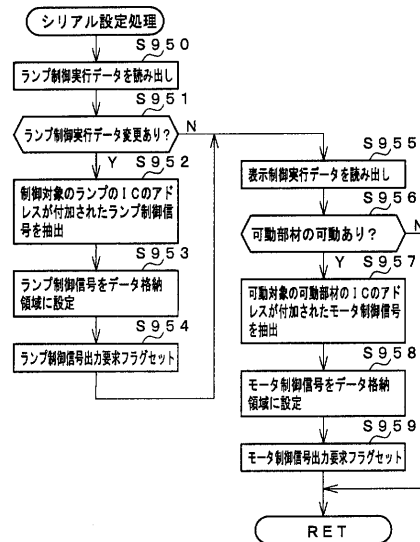 シリアル設定処理
S950
ランプ制御実行データを読み出し
S951
ランプ制御実行データ変更あり?
N
Y
S952
制御対象のランプのICのアド
レスが付加されたランプ制御信
号を抽出
S953
ランプ制御信号をデータ格納
領域に設定
S954
ランプ制御信号出力要求フラグセット
S955
表示制御実行データを読み出し
S956
可動部材の可動あり?
N
Y
S957
可動対象の可動部材のICのア
ドレスが付加されたモータ制御信号
を抽出
S958
モータ制御信号をデータ格納
領域に設定
S959
モータ制御信号出力要求フラグセット
RET